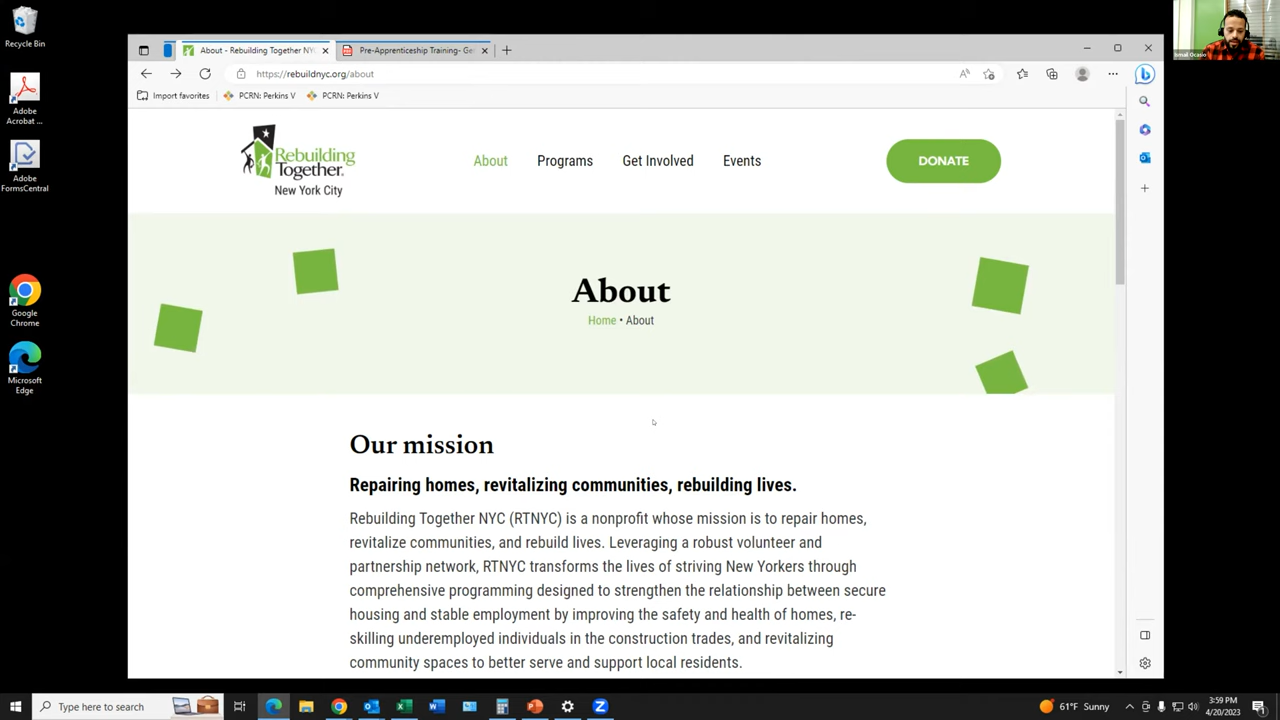 Recycle Bin
Adobe
Acrobat ...
Adobe
FormsCentral
Google
Chrome
Microsoft
Edge
About - Rebuilding Together NY
Pre-Apprenticeship Training- Ge
https://rebuildnyc.org/about
Import favorites
PCRN: Perkins V
PCRN: Perkins V
Rebuilding
Together.
New York City
About
Programs
Get Involved
Events
DONATE
About
Home • About
Our mission
Repairing homes, revitalizing communities, rebuilding lives.
Rebuilding Together NYC (RTNYC) is a nonprofit whose mission is to repair homes,
revitalize communities, and rebuild lives. Leveraging a robust volunteer and
partnership network, RTNYC transforms the lives of striving New Yorkers through
comprehensive programming designed to strengthen the relationship between secure
housing and stable employment by improving the safety and health of homes, re-
skilling underemployed individuals in the construction trades, and revitalizing
community spaces to better serve and support local residents.
Type here to search
61°F Sunny
3:59 PM
4/20/2023
Ocasio